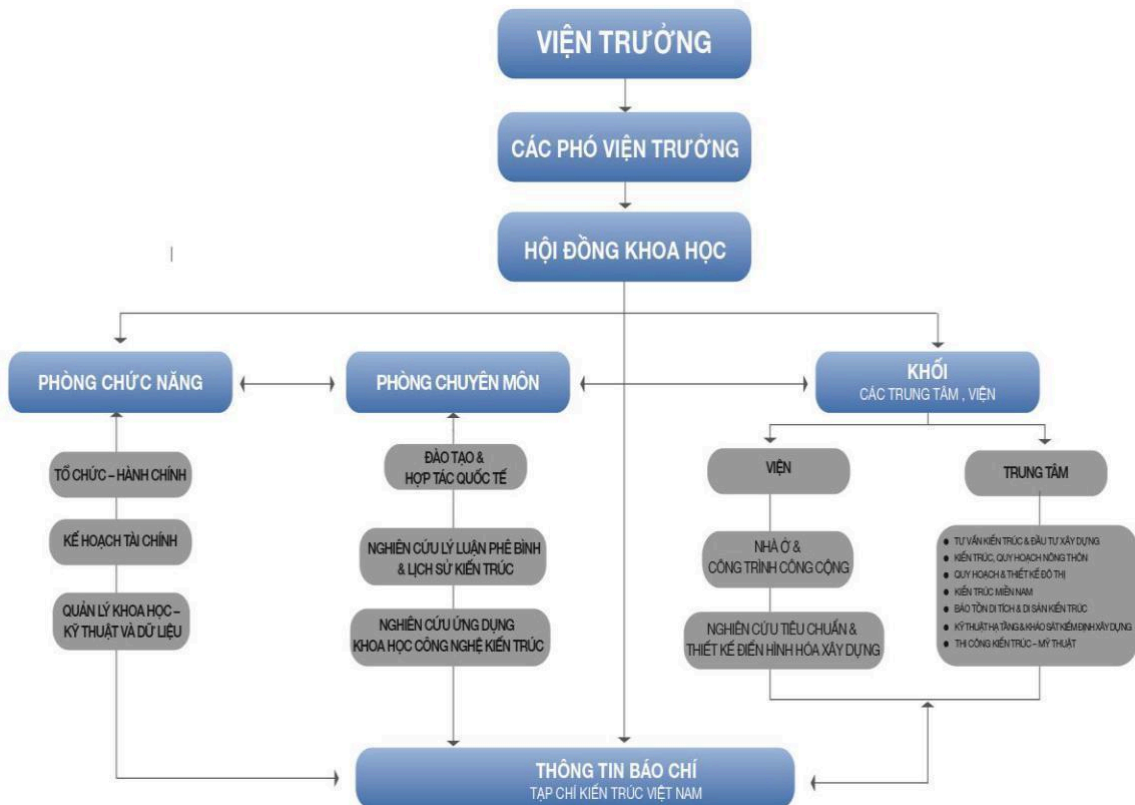 VIỆN TRƯỞNG
CÁC PHÓ VIỆN TRƯỞNG
HỘI ĐỒNG KHOA HỌC
PHÒNG CHỨC NĂNG
PHÒNG CHUYÊN MÔN
KHỐI
CÁC TRUNG TÂM , VIỆN
TỔ CHỨC – HÀNH CHÍNH
KẾ HOẠCH TÀI CHÍNH
QUẢN LÝ KHOA HỌC –
KỸ THUẬT VÀ DỮ LIỆU
ĐÀO TẠO &
HỢP TÁC QUỐC TẾ
NGHIÊN CỨU LÝ LUẬN PHÊ BÌNH
& LỊCH SỬ KIẾN TRÚC
NGHIÊN CỨU ỨNG DỤNG
KHOA HỌC CÔNG NGHỆ KIẾN TRÚC
VIỆN
NHÀ Ở &
CÔNG TRÌNH CÔNG CỘNG
NGHIÊN CỨU TIÊU CHUẨN &
THIẾT KẾ ĐIỂN HÌNH HÓA XÂY DỰNG
TRUNG TÂM
● TƯ VẤN KIẾN TRÚC & ĐẦU TƯ XÂY DỰNG
● KIẾN TRÚC, QUY HOẠCH NÔNG THÔN
● QUY HOẠCH & THIẾT KẾ ĐÔ THỊ
● KIẾN TRÚC MIỀN NAM
● BẢO TỒN DI TÍCH & DI SẢN KIẾN TRÚC
● KỸ THUẬT HẠ TẦNG & KHẢO SÁT KIỂM ĐỊNH XÂY DỰNG
● THI CÔNG KIẾN TRÚC – MỸ THUẬT
THÔNG TIN BÁO CHÍ
TẠP CHÍ KIẾN TRÚC VIỆT NAM